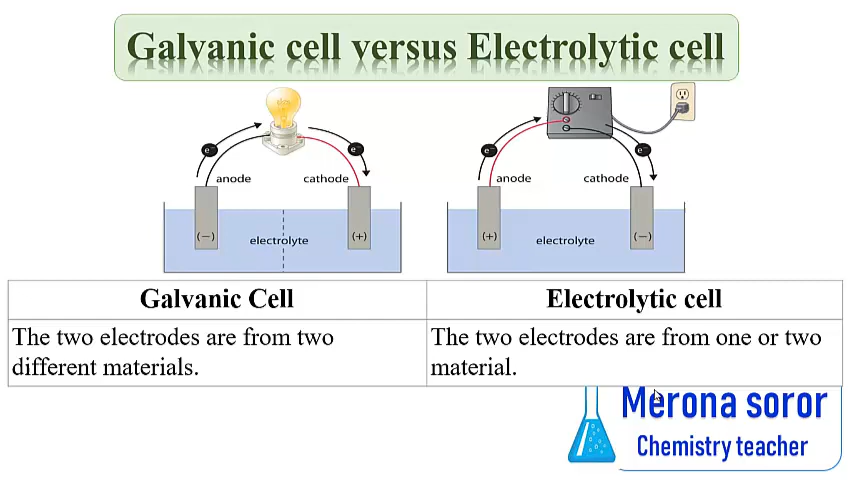 Galvanic cell versus Electrolytic cell
e⁻ e⁻ e⁻ e⁻
anode cathode anode cathode
(−) electrolyte (+) (+) electrolyte (−)
Galvanic Cell Electrolytic cell
The two electrodes are from two
different materials.
The two electrodes are from one or two
material.
Merona soror
Chemistry teacher